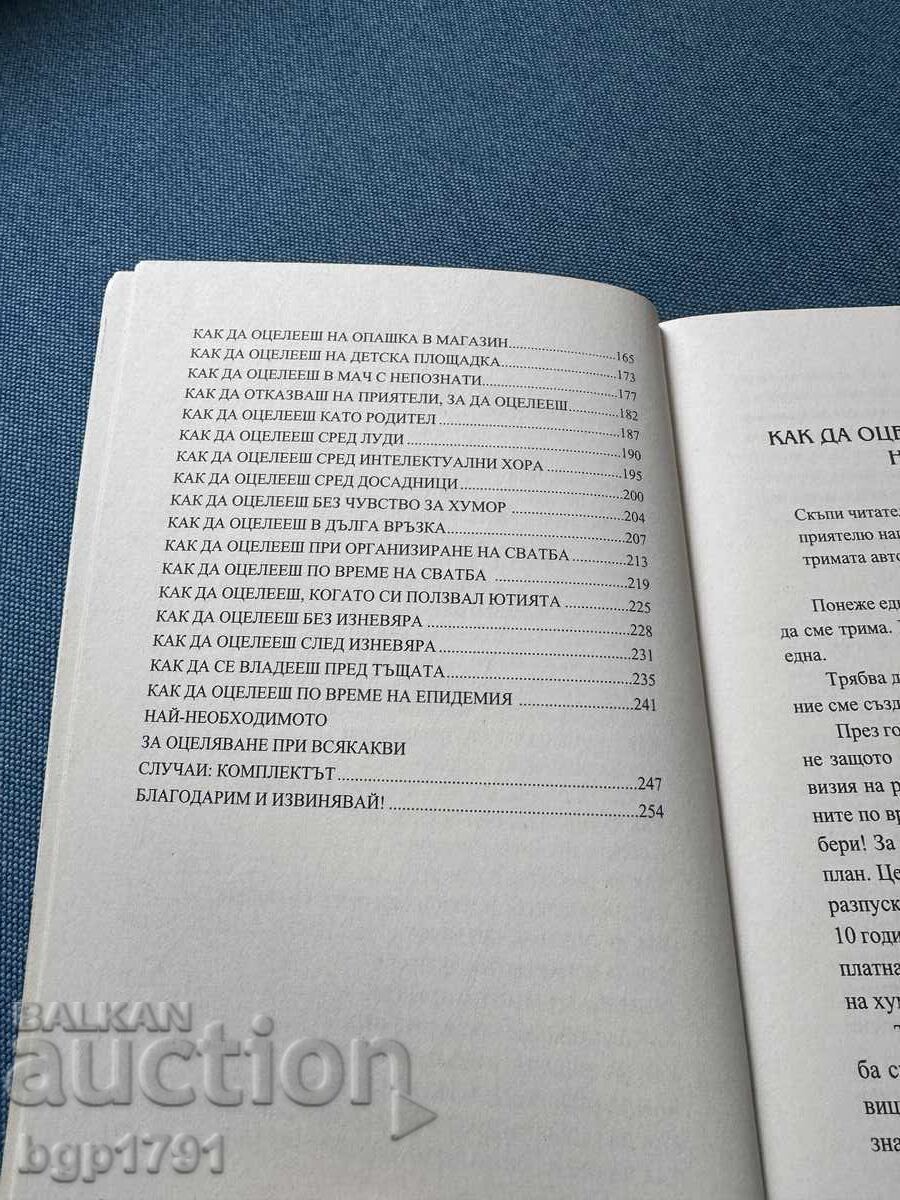 КАК ДА ОЦЕЛЕЕШ НА ОПАШКА В МАГАЗИН..................165
КАК ДА ОЦЕЛЕЕШ НА ДЕТСКА ПЛОЩАДКА..................173
КАК ДА ОЦЕЛЕЕШ В МАЧ С НЕПОЗНАТИ......................177
КАК ДА ОТКАЗВАШ НА ПРИЯТЕЛИ, ЗА ДА ОЦЕЛЕЕШ........182
КАК ДА ОЦЕЛЕЕШ КАТО РОДИТЕЛ..............................187
КАК ДА ОЦЕЛЕЕШ СРЕД ЛУДИ....................................190
КАК ДА ОЦЕЛЕЕШ СРЕД ИНТЕЛЕКТУАЛНИ ХОРА............195
КАК ДА ОЦЕЛЕЕШ СРЕД ДОСАДНИЦИ..........................200
КАК ДА ОЦЕЛЕЕШ БЕЗ ЧУВСТВО ЗА ХУМОР..................204
КАК ДА ОЦЕЛЕЕШ В ДЪЛГА ВРЪЗКА............................207
КАК ДА ОЦЕЛЕЕШ ПРИ ОРГАНИЗИРАНЕ НА СВАТБА........213
КАК ДА ОЦЕЛЕЕШ ПО ВРЕМЕ НА СВАТБА......................219
КАК ДА ОЦЕЛЕЕШ, КОГАТО СИ ПОЛЗВАЛ ЮТИЯТА..........225
КАК ДА ОЦЕЛЕЕШ БЕЗ ИЗНЕВЯРА................................228
КАК ДА ОЦЕЛЕЕШ СЛЕД ИЗНЕВЯРА..............................231
КАК ДА СЕ ВЛАДЕЕШ ПРЕД ТЪЩАТА............................235
КАК ДА ОЦЕЛЕЕШ ПО ВРЕМЕ НА ЕПИДЕМИЯ..................241
НАЙ-НЕОБХОДИМОТО
ЗА ОЦЕЛЯВАНЕ ПРИ ВСЯКАКВИ
СЛУЧАИ: КОМПЛЕКТЪТ..........................................247
БЛАГОДАРИМ И ИЗВИНЯВАЙ!....................................254
КАК ДА ОЦЕ
Н
Скъпи читател
приятелю наш
тримата авто
Понеже ед
да сме трима.
една.
Трябва д
ние сме създ
През го
не защото
визия на р
ните по вр
бери! За
план. Це
разпуск
10 годи
платна
на ху
Т
ба с
виц
зна
BALKAN
auction
bgp1791